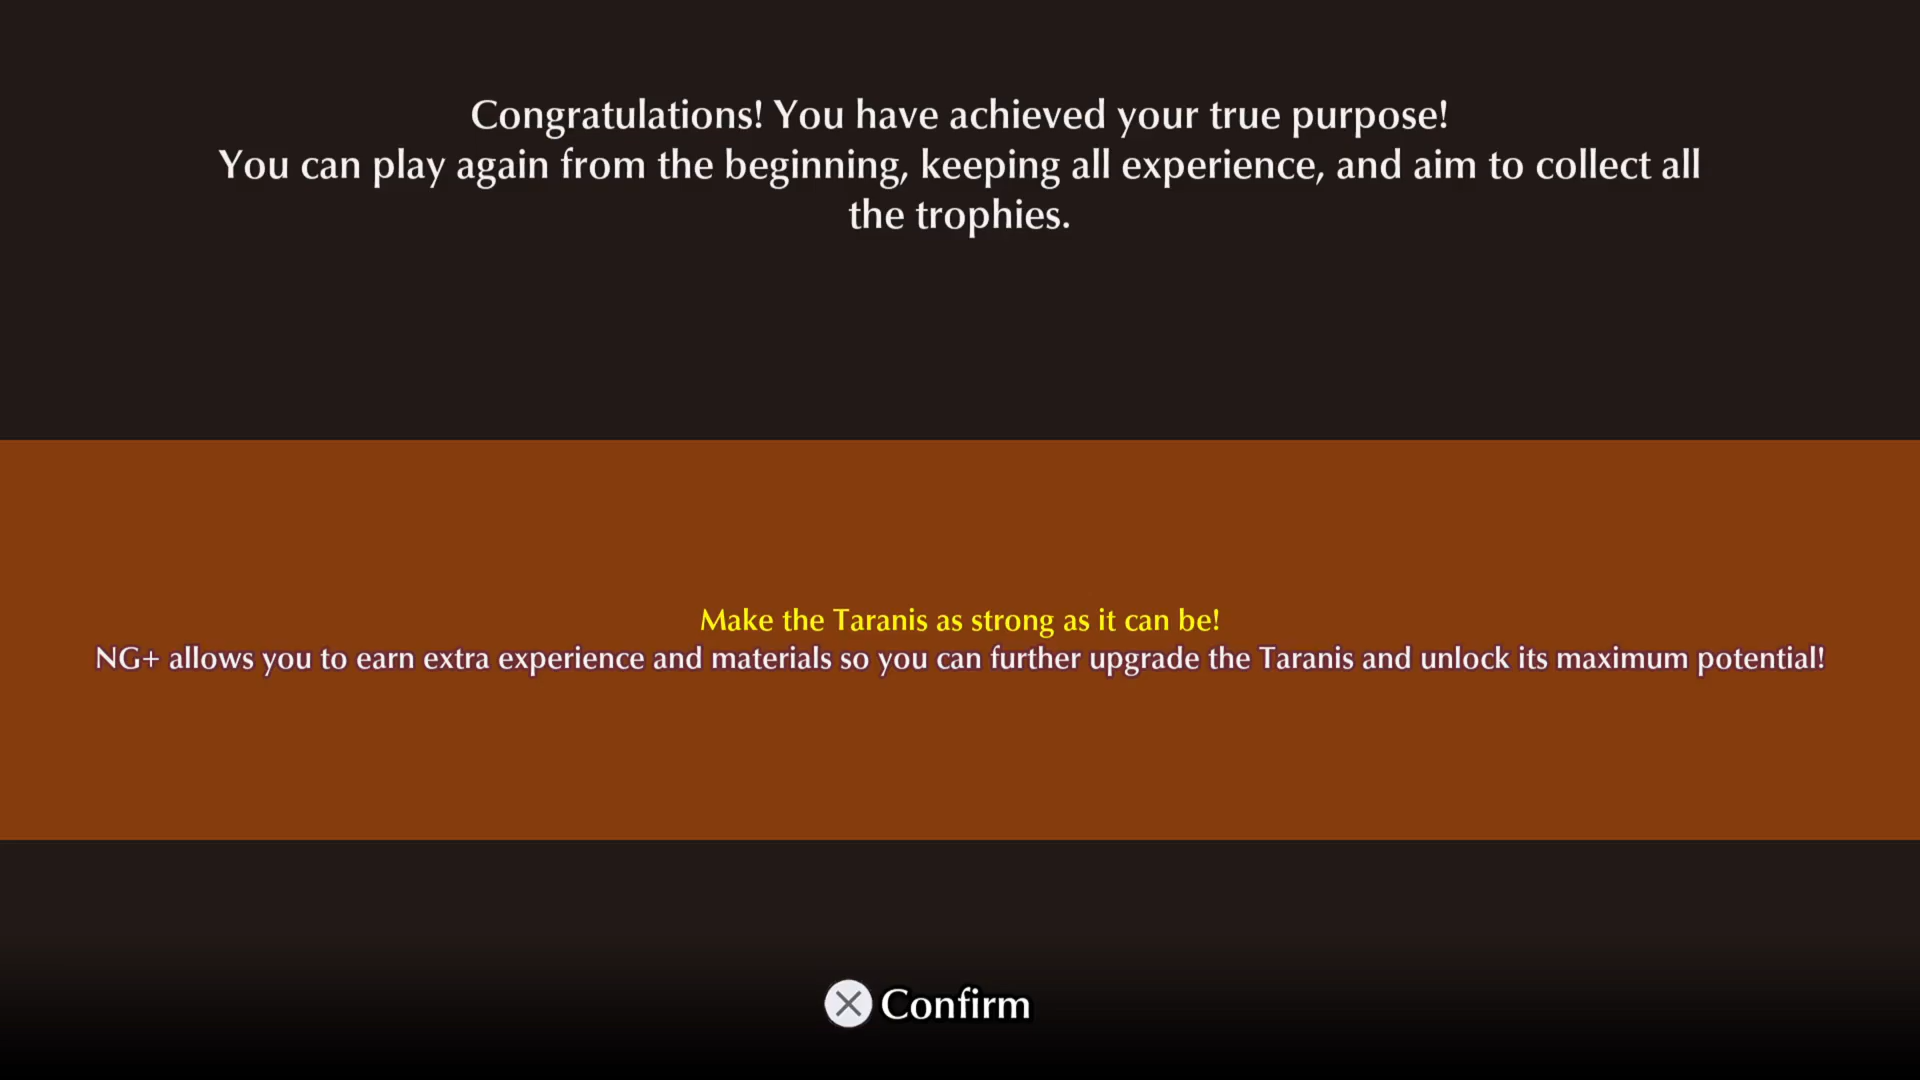 Congratulations! You have achieved your true purpose!
You can play again from the beginning, keeping all experience, and aim to collect all
the trophies.
Make the Taranis as strong as it can be!
NG+ allows you to earn extra experience and materials so you can further upgrade the Taranis and unlock its maximum potential!
Confirm